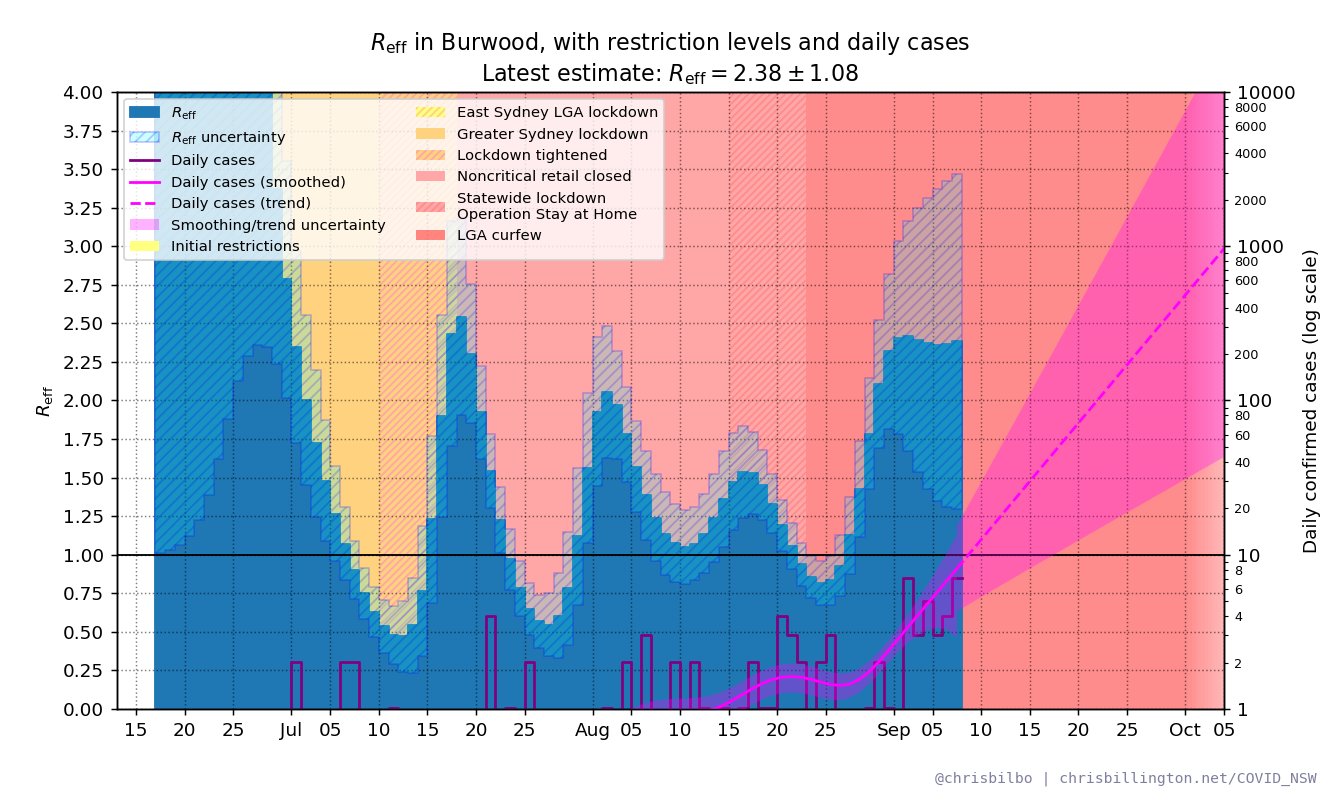 R_eff in Burwood, with restriction levels and daily cases
Latest estimate: R_eff = 2.38 ± 1.08
R_eff
R_eff uncertainty
Daily cases
Daily cases (smoothed)
Daily cases (trend)
Smoothing/trend uncertainty
Initial restrictions
East Sydney LGA lockdown
Greater Sydney lockdown
Lockdown tightened
Noncritical retail closed
Statewide lockdown
Operation Stay at Home
LGA curfew
R_eff
4.00
3.75
3.50
3.25
3.00
2.75
2.50
2.25
2.00
1.75
1.50
1.25
1.00
0.75
0.50
0.25
0.00
10000
8000
6000
4000
2000
1000
800
600
400
200
100
80
60
40
20
10
8
6
4
2
1
Daily confirmed cases (log scale)
15 20 25 Jul 05 10 15 20 25 Aug 05 10 15 20 25 Sep 05 10 15 20 25 Oct 05
@chrisbilbo | chrisbillington.net/COVID_NSW